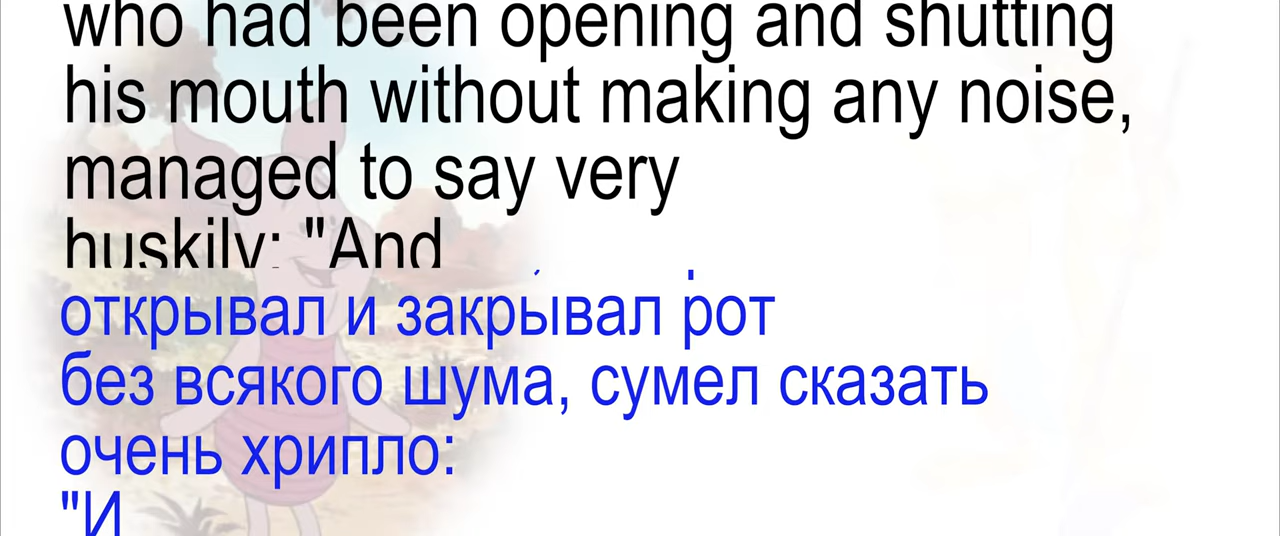 who had been opening and shutting
his mouth without making any noise,
managed to say very
huskily: "And
открывал и закрывал рот
без всякого шума, сумел сказать
очень хрипло:
"И